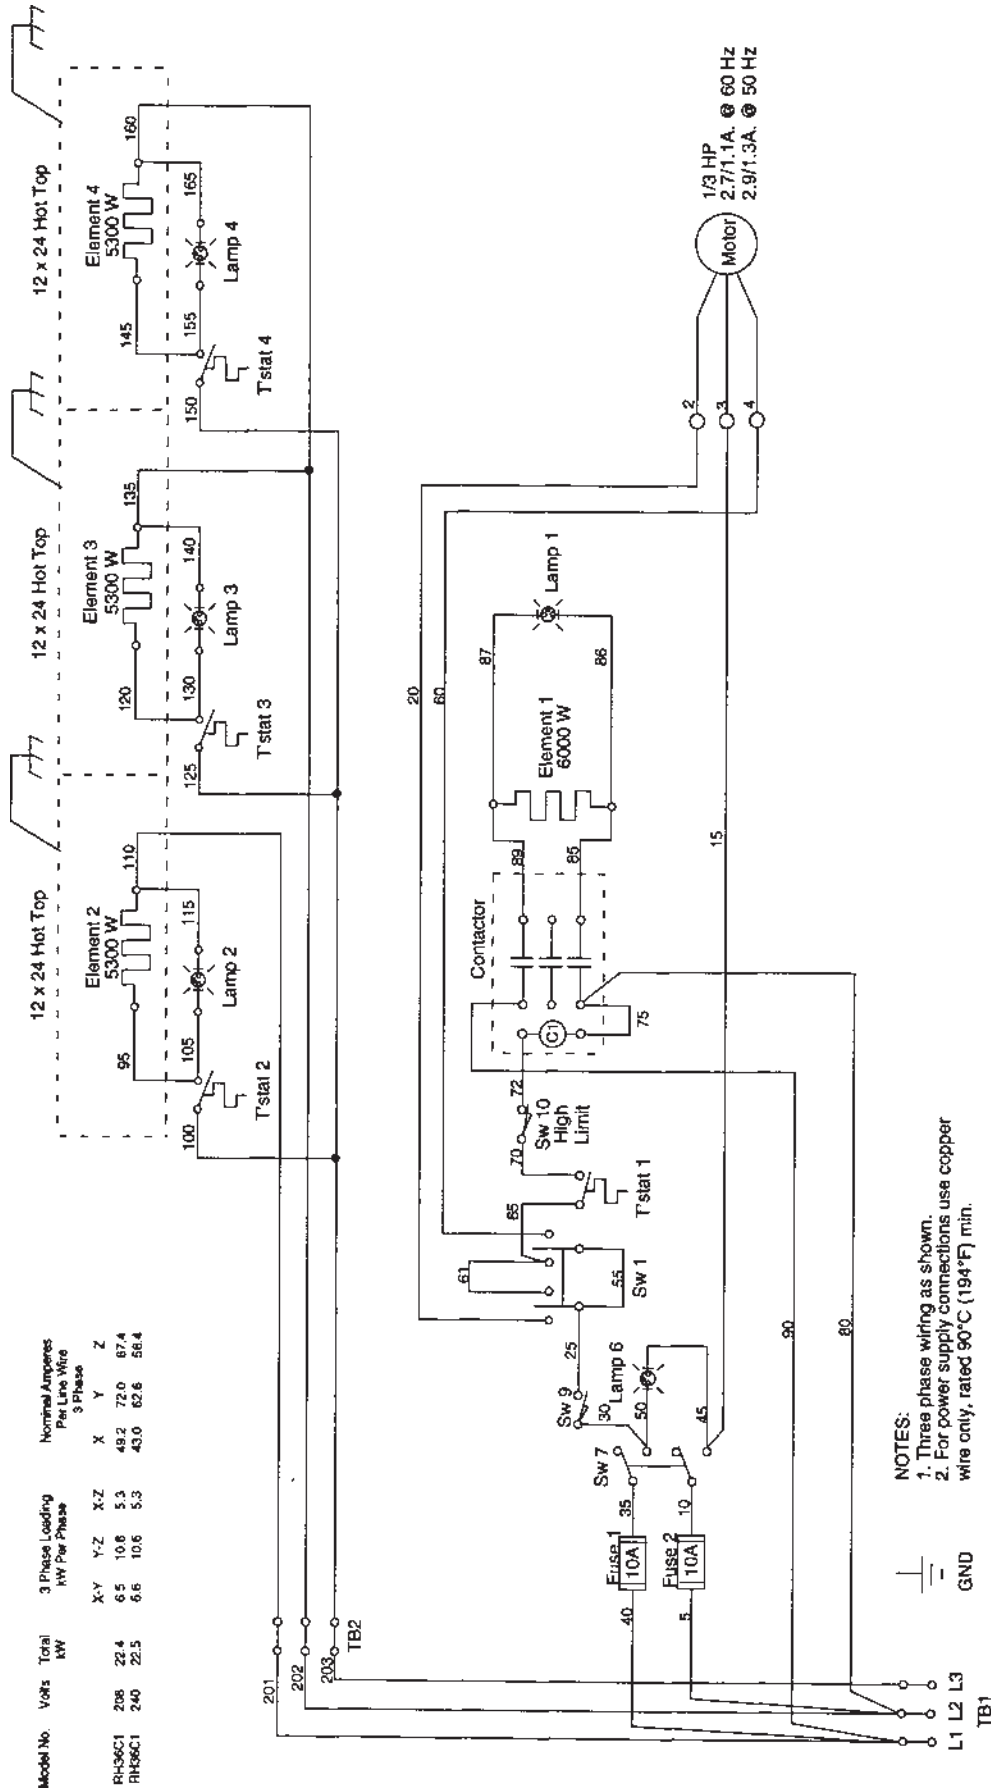 Model No. Volts Total kW 3 Phase Loading kW Per Phase Nominal Amperes Per Line Wire 3 Phase
X-Y Y-Z X-Z X Y Z
RH36C1 208 22.4 6.5 10.6 5.3 49.2 72.0 67.4
RH36C1 240 22.5 6.6 10.6 5.3 43.0 62.6 58.4
12 x 24 Hot Top
12 x 24 Hot Top
12 x 24 Hot Top
Element 2
5300 W
Element 3
5300 W
Element 4
5300 W
95
110
120
135
145
160
105
115
130
140
155
165
Lamp 2
Lamp 3
Lamp 4
100
125
150
T'stat 2
T'stat 3
T'stat 4
201
202
203
TB2
20
60
61
65
70
72
Sw 10
High
Limit
T'stat 1
55
Sw 1
Contactor
C1
75
89
85
Element 1
6000 W
87
86
Lamp 1
2
3
4
Motor
1/3 HP
2.7/1.1A. @ 60 Hz
2.9/1.3A. @ 50 Hz
15
25
Sw 9
30
Lamp 6
50
45
Sw 7
35
10
Fuse 1
10A
Fuse 2
10A
40
5
90
80
L1 L2 L3
TB1
GND
NOTES:
1. Three phase wiring as shown.
2. For power supply connections use copper
wire only, rated 90°C (194°F) min.